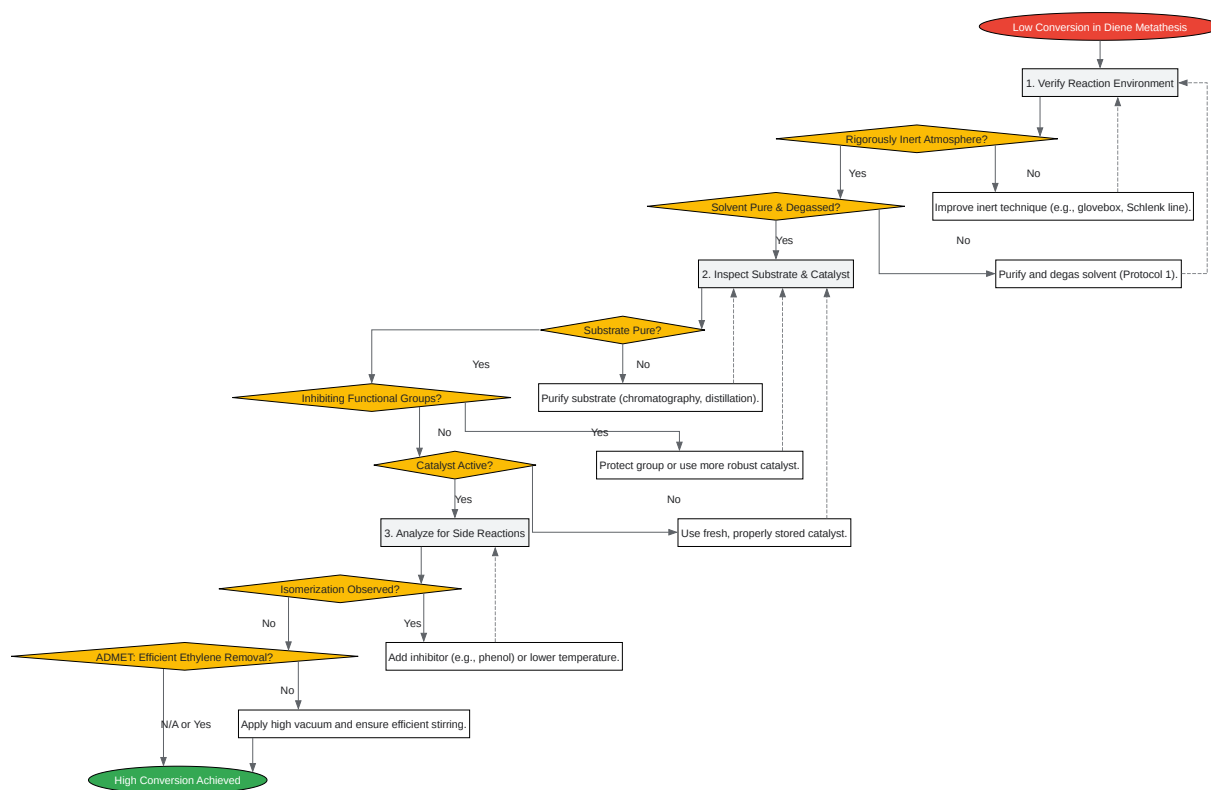 Low Conversion in Diene Metathesis
1. Verify Reaction Environment
Rigorously Inert Atmosphere?
Yes
No
Solvent Pure & Degassed?
Improve inert technique (e.g., glovebox, Schlenk line).
Yes
No
2. Inspect Substrate & Catalyst
Purify and degas solvent (Protocol 1).
Substrate Pure?
Yes
No
Inhibiting Functional Groups?
Purify substrate (chromatography, distillation).
No
Yes
Catalyst Active?
Protect group or use more robust catalyst.
Yes
No
3. Analyze for Side Reactions
Use fresh, properly stored catalyst.
Isomerization Observed?
No
Yes
ADMET: Efficient Ethylene Removal?
Add inhibitor (e.g., phenol) or lower temperature.
No
N/A or Yes
Apply high vacuum and ensure efficient stirring.
High Conversion Achieved